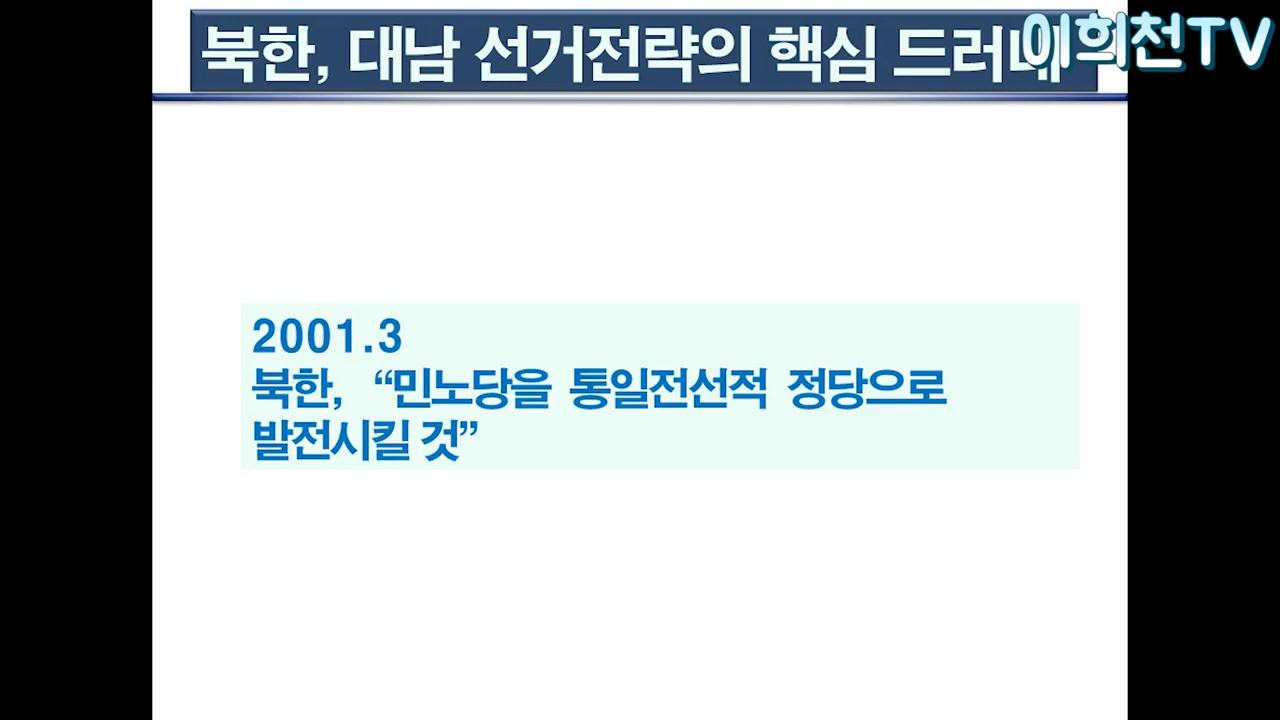 북한, 대남 선거전략의 핵심 드러내
이희천TV
2001.3
북한, “민노당을 통일전선적 정당으로
발전시킬 것”